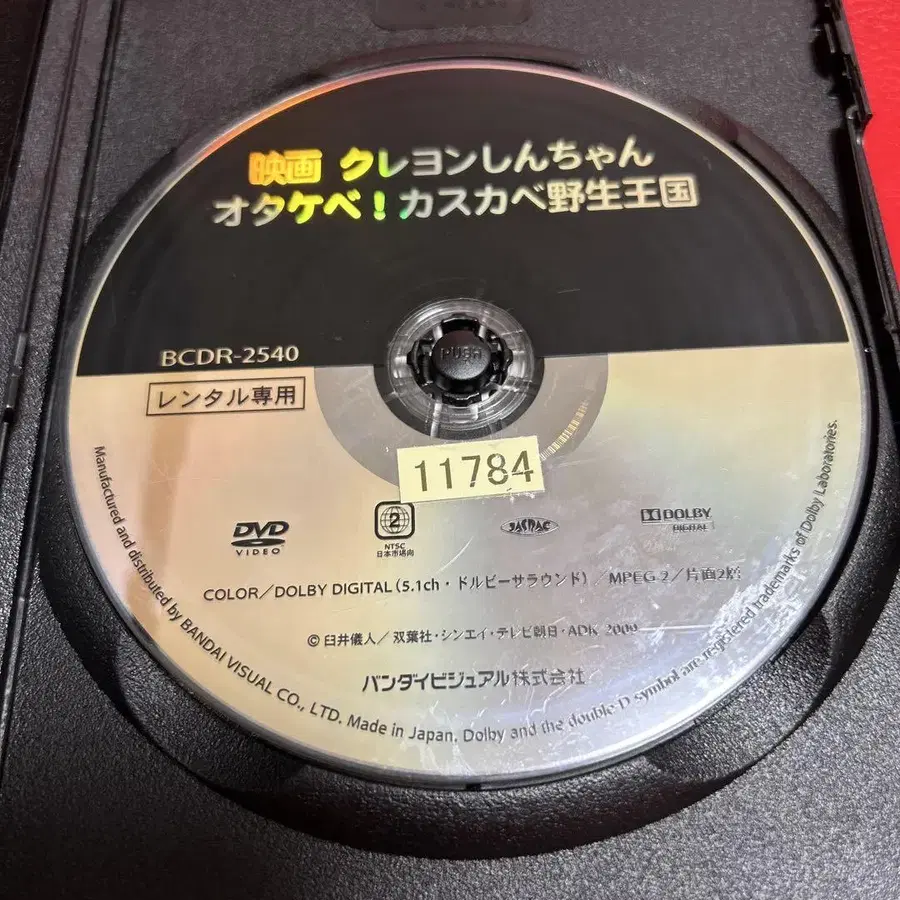 映画 クレヨンしんちゃん
オタケベ!カスカベ野生王国
PUSH
BCDR-2540
レンタル専用
11784
DVD
VIDEO
2
NTSC
日本市場向
JASRAC
DOLBY
DIGITAL
COLOR/DOLBY DIGITAL(5.1ch・ドルビーサラウンド)/MPEG-2/片面2層
© 臼井儀人/双葉社・シンエイ・テレビ朝日・ADK 2009
バンダイビジュアル株式会社
Manufactured and distributed by BANDAI VISUAL CO., LTD. Made in Japan. Dolby and the double-D symbol are registered trademarks of Dolby Laboratories.